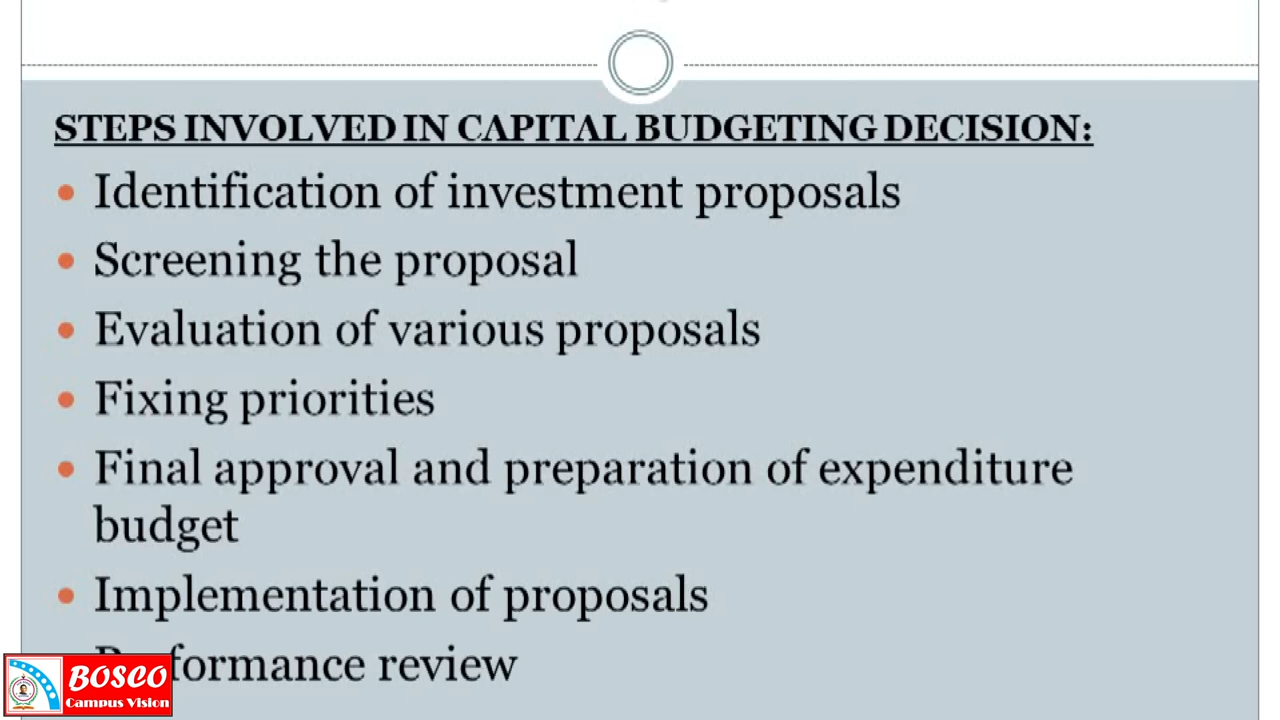 STEPS INVOLVED IN CAPITAL BUDGETING DECISION:
Identification of investment proposals
Screening the proposal
Evaluation of various proposals
Fixing priorities
Final approval and preparation of expenditure
budget
Implementation of proposals
Performance review
BOSCO
Campus Vision